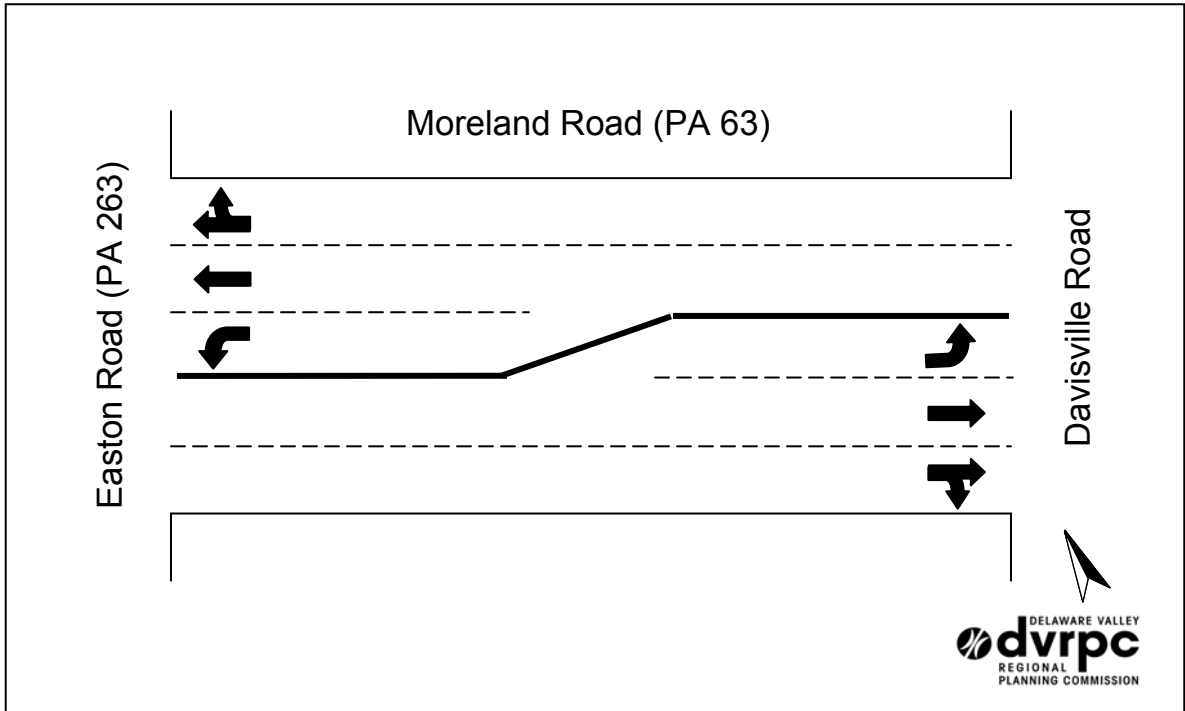 Moreland Road (PA 63)
Easton Road (PA 263)
Davisville Road
DELAWARE VALLEY
dvrpc
REGIONAL
PLANNING COMMISSION